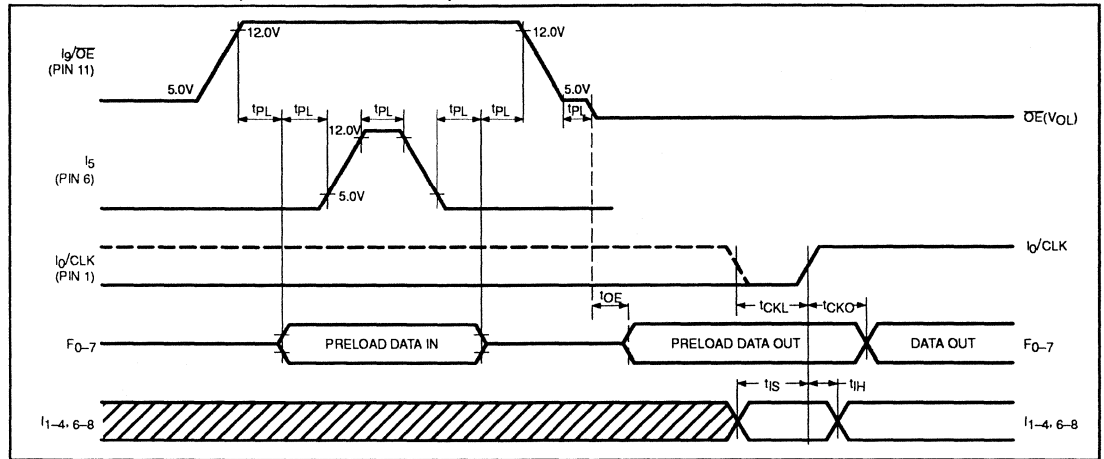 I9/OE
(PIN 11)
12.0V
12.0V
5.0V
5.0V
tPL tPL tPL tPL tPL tPL
OE(VOL)
I5
(PIN 6)
12.0V
5.0V
I0/CLK
(PIN 1)
I0/CLK
tOE
tCKL tCKO
F0–7
PRELOAD DATA IN
PRELOAD DATA OUT
DATA OUT
F0–7
tIS tIH
I1–4, 6–8
I1–4, 6–8